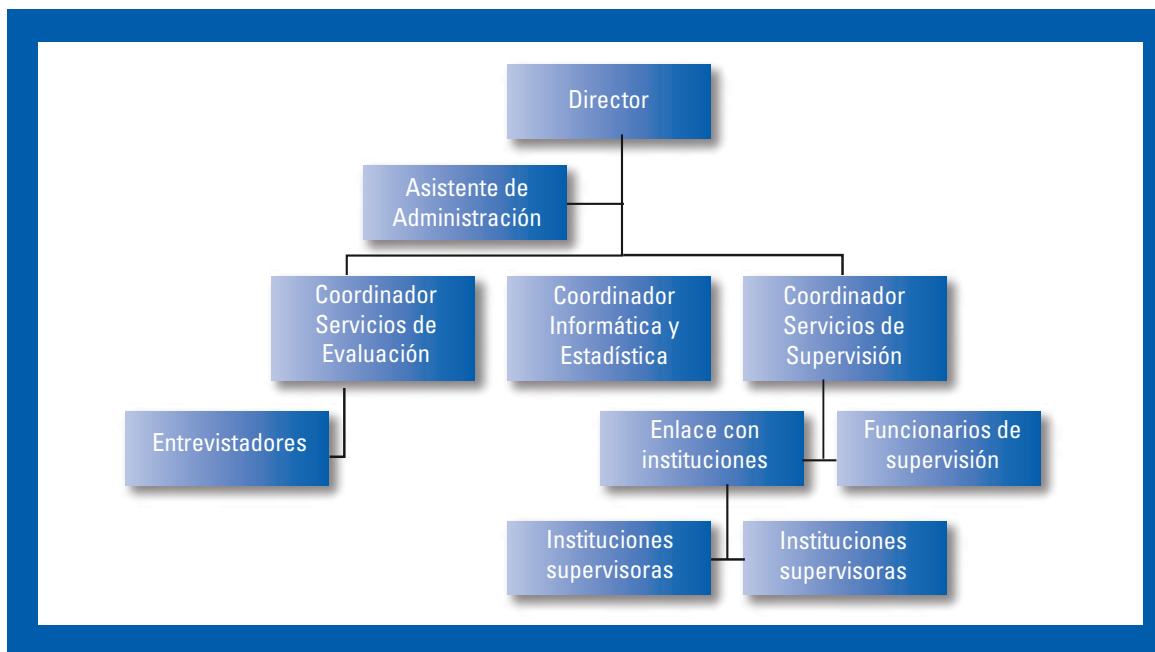 Director
Asistente de
Administración
Coordinador
Servicios de
Evaluación
Coordinador
Informática y
Estadística
Coordinador
Servicios de
Supervisión
Entrevistadores
Enlace con
instituciones
Funcionarios de
supervisión
Instituciones
supervisoras
Instituciones
supervisoras